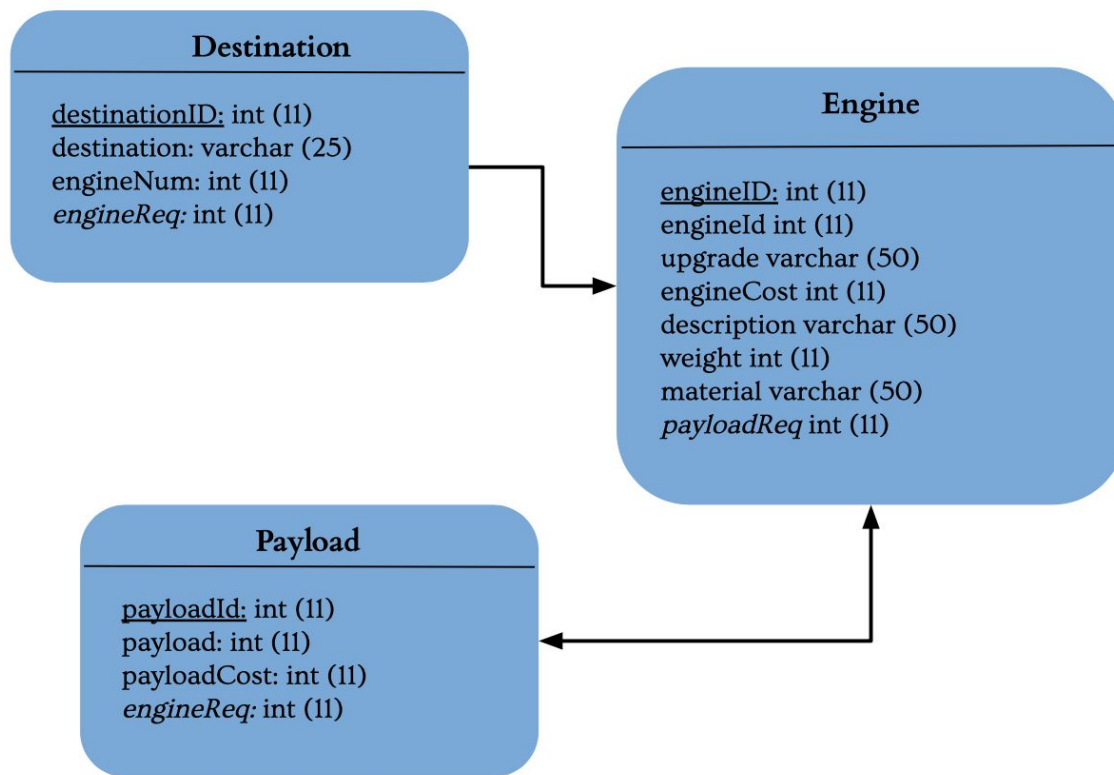 Destination
destinationID: int (11)
destination: varchar (25)
engineNum: int (11)
engineReq: int (11)
Engine
engineID: int (11)
engineId int (11)
upgrade varchar (50)
engineCost int (11)
description varchar (50)
weight int (11)
material varchar (50)
payloadReq int (11)
Payload
payloadId: int (11)
payload: int (11)
payloadCost: int (11)
engineReq: int (11)